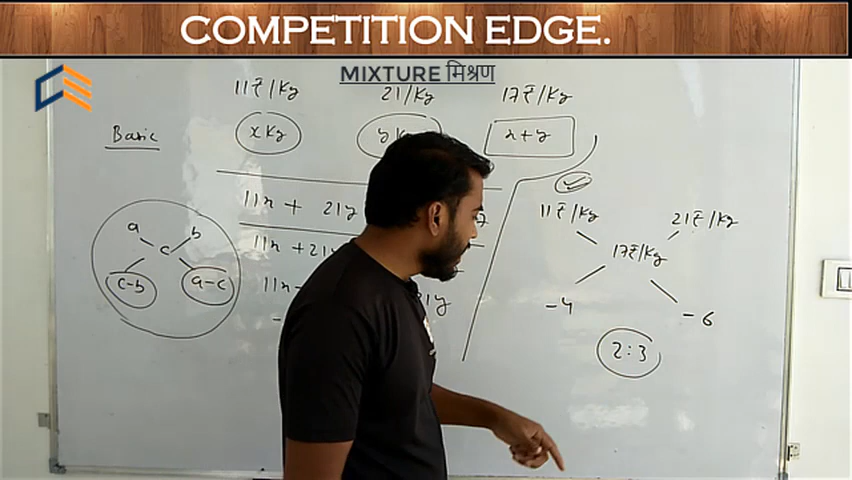 COMPETITION EDGE.
MIXTURE मिश्रण
11₹/Kg 21/Kg 17₹/Kg
Basic x Kg y x+y
11x + 21y
11x +21y
11x
a b
c
c-b a-c
11₹/Kg 21₹/Kg
17₹/Kg
-4 -6
2:3